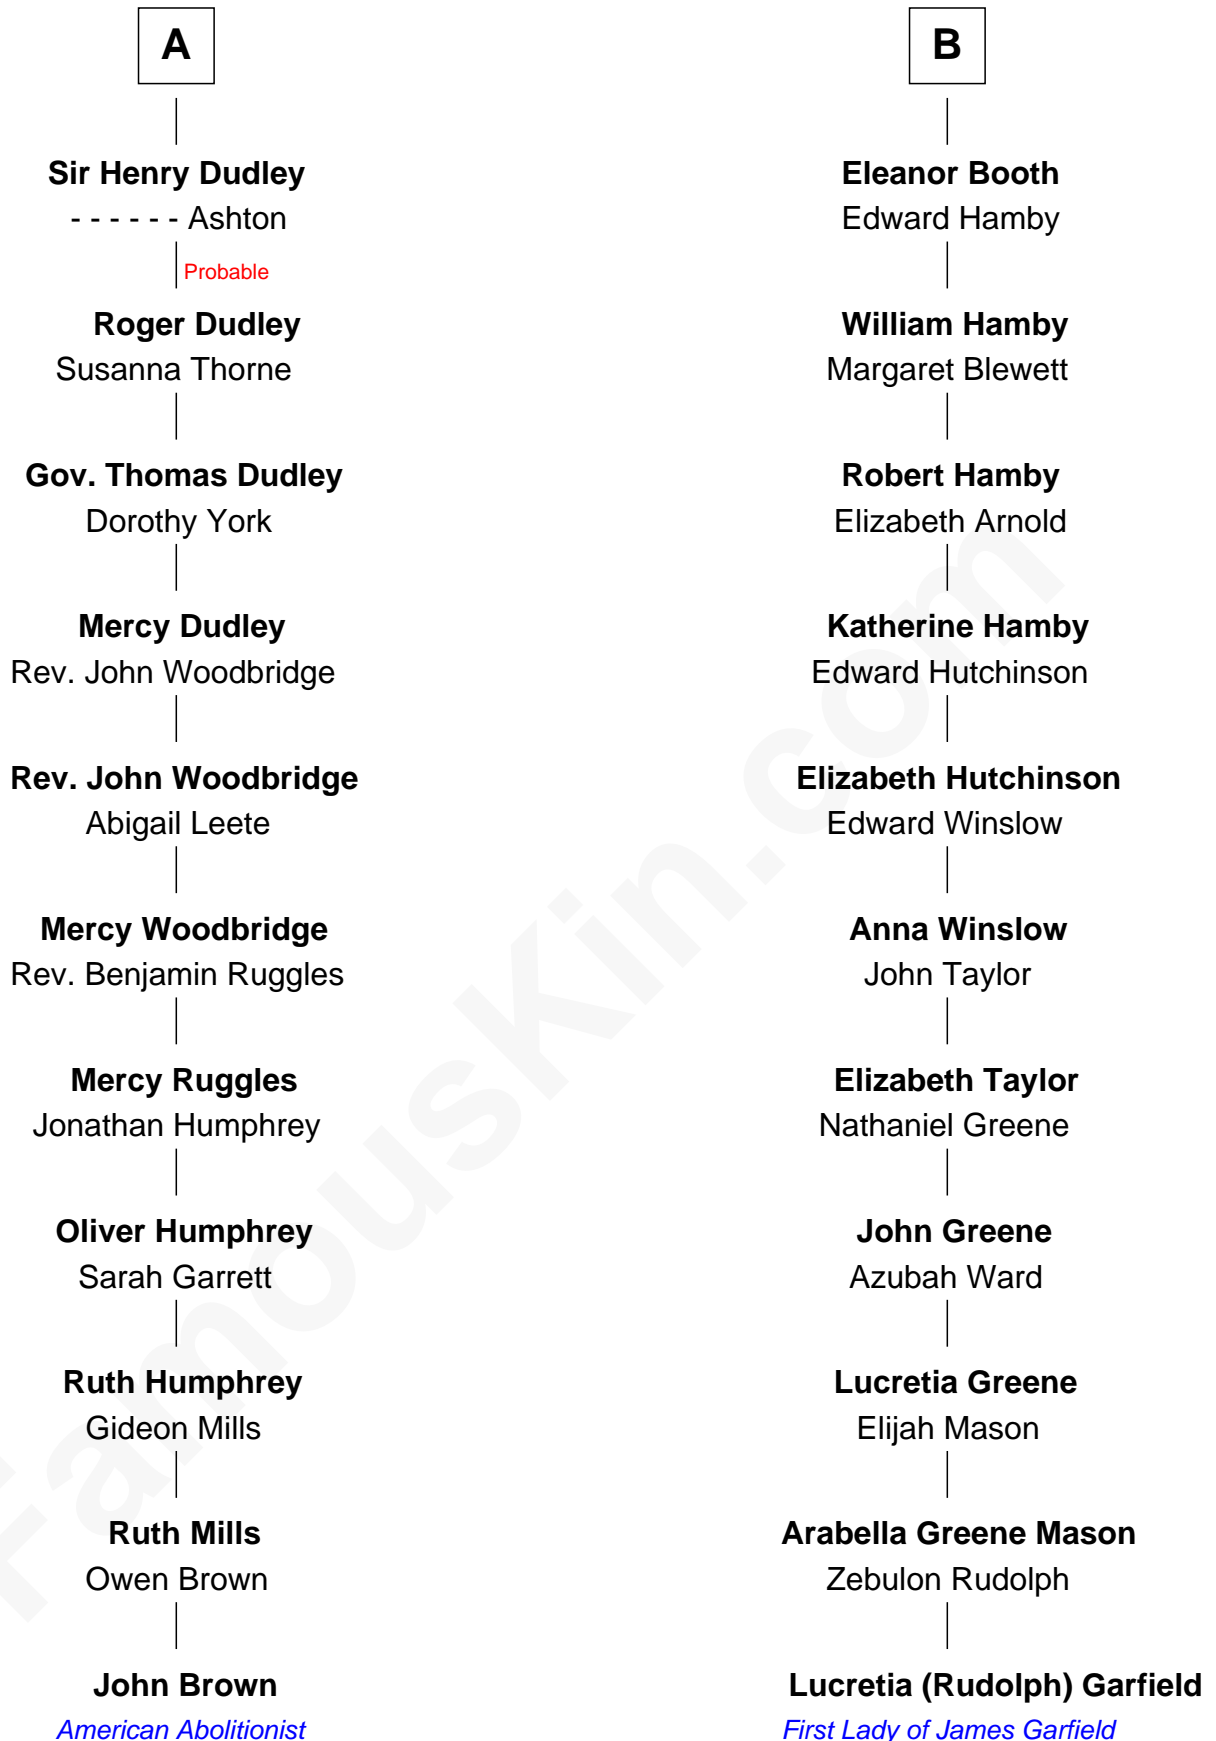 A
Sir Henry Dudley
- - - - - - Ashton
Probable
Roger Dudley
Susanna Thorne
Gov. Thomas Dudley
Dorothy York
Mercy Dudley
Rev. John Woodbridge
Rev. John Woodbridge
Abigail Leete
Mercy Woodbridge
Rev. Benjamin Ruggles
Mercy Ruggles
Jonathan Humphrey
Oliver Humphrey
Sarah Garrett
Ruth Humphrey
Gideon Mills
Ruth Mills
Owen Brown
John Brown
American Abolitionist
B
Eleanor Booth
Edward Hamby
William Hamby
Margaret Blewett
Robert Hamby
Elizabeth Arnold
Katherine Hamby
Edward Hutchinson
Elizabeth Hutchinson
Edward Winslow
Anna Winslow
John Taylor
Elizabeth Taylor
Nathaniel Greene
John Greene
Azubah Ward
Lucretia Greene
Elijah Mason
Arabella Greene Mason
Zebulon Rudolph
Lucretia (Rudolph) Garfield
First Lady of James Garfield
FamousKin.com